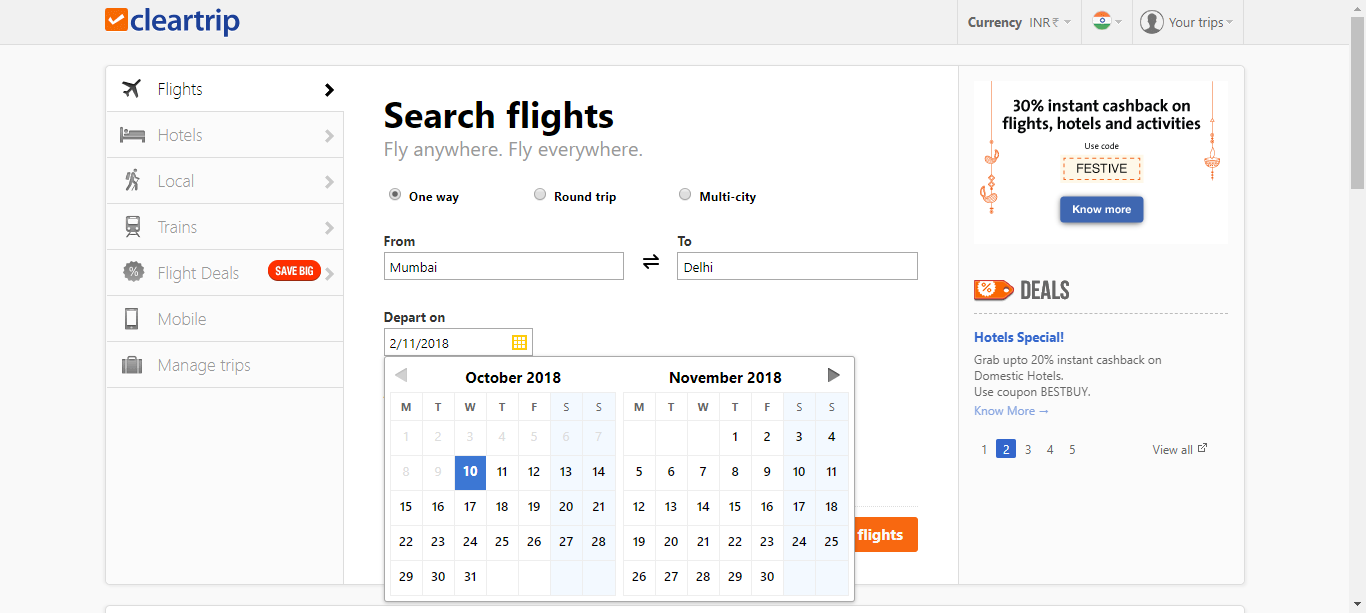 cleartrip
Currency INR ₹
Your trips
Flights
Hotels
Local
Trains
Flight Deals SAVE BIG
Mobile
Manage trips
Search flights
Fly anywhere. Fly everywhere.
One way Round trip Multi-city
From To
Mumbai Delhi
Depart on
2/11/2018
October 2018
M T W T F S S
1 2 3 4 5 6 7
8 9 10 11 12 13 14
15 16 17 18 19 20 21
22 23 24 25 26 27 28
29 30 31
November 2018
M T W T F S S
1 2 3 4
5 6 7 8 9 10 11
12 13 14 15 16 17 18
19 20 21 22 23 24 25
26 27 28 29 30
flights
30% instant cashback on
flights, hotels and activities
Use code
FESTIVE
Know more
% DEALS
Hotels Special!
Grab upto 20% instant cashback on
Domestic Hotels.
Use coupon BESTBUY.
Know More →
1 2 3 4 5 View all